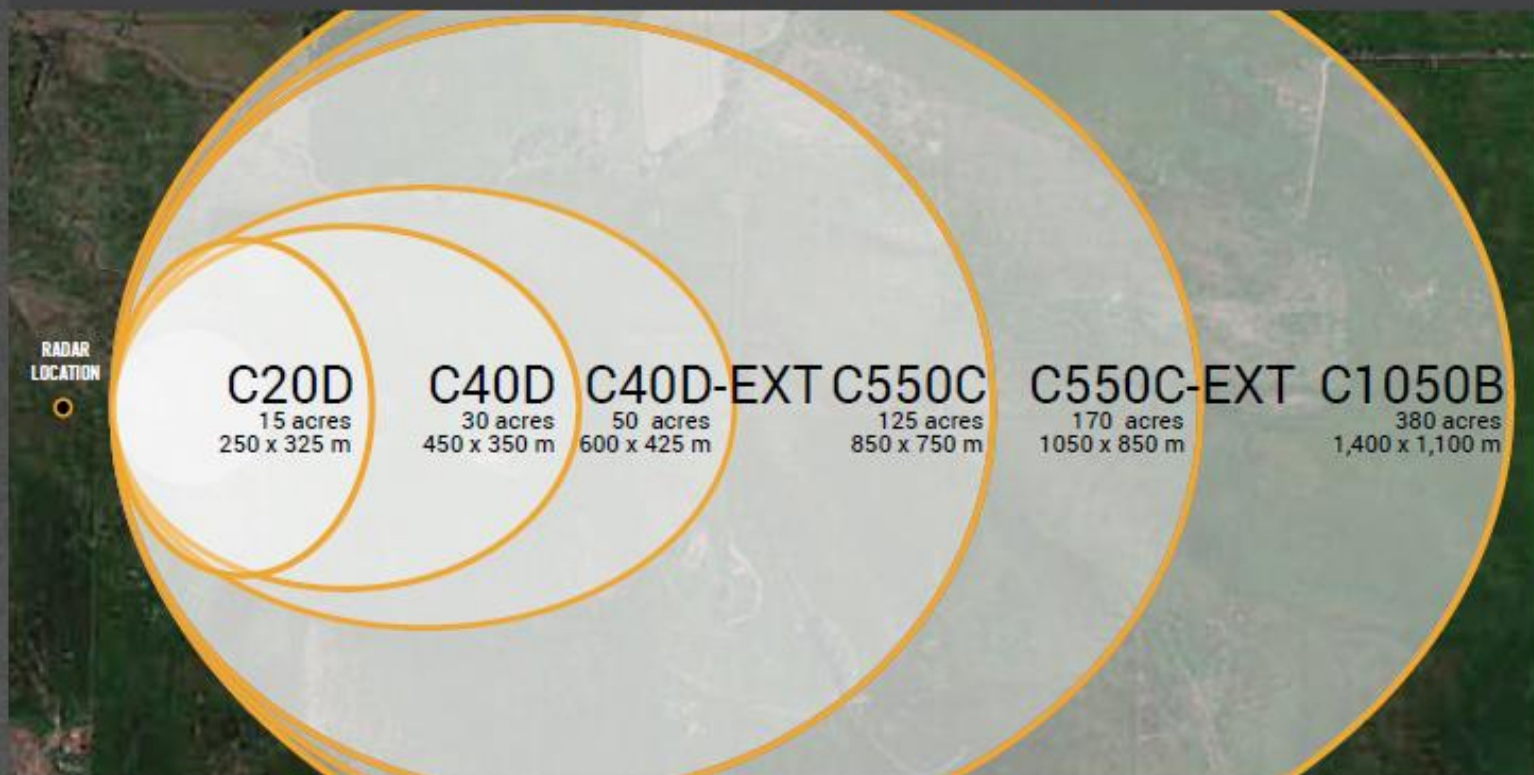 RADAR
LOCATION
C20D
15 acres
250 x 325 m
C40D
30 acres
450 x 350 m
C40D-EXT
50 acres
600 x 425 m
C550C
125 acres
850 x 750 m
C550C-EXT
170 acres
1050 x 850 m
C1050B
380 acres
1,400 x 1,100 m